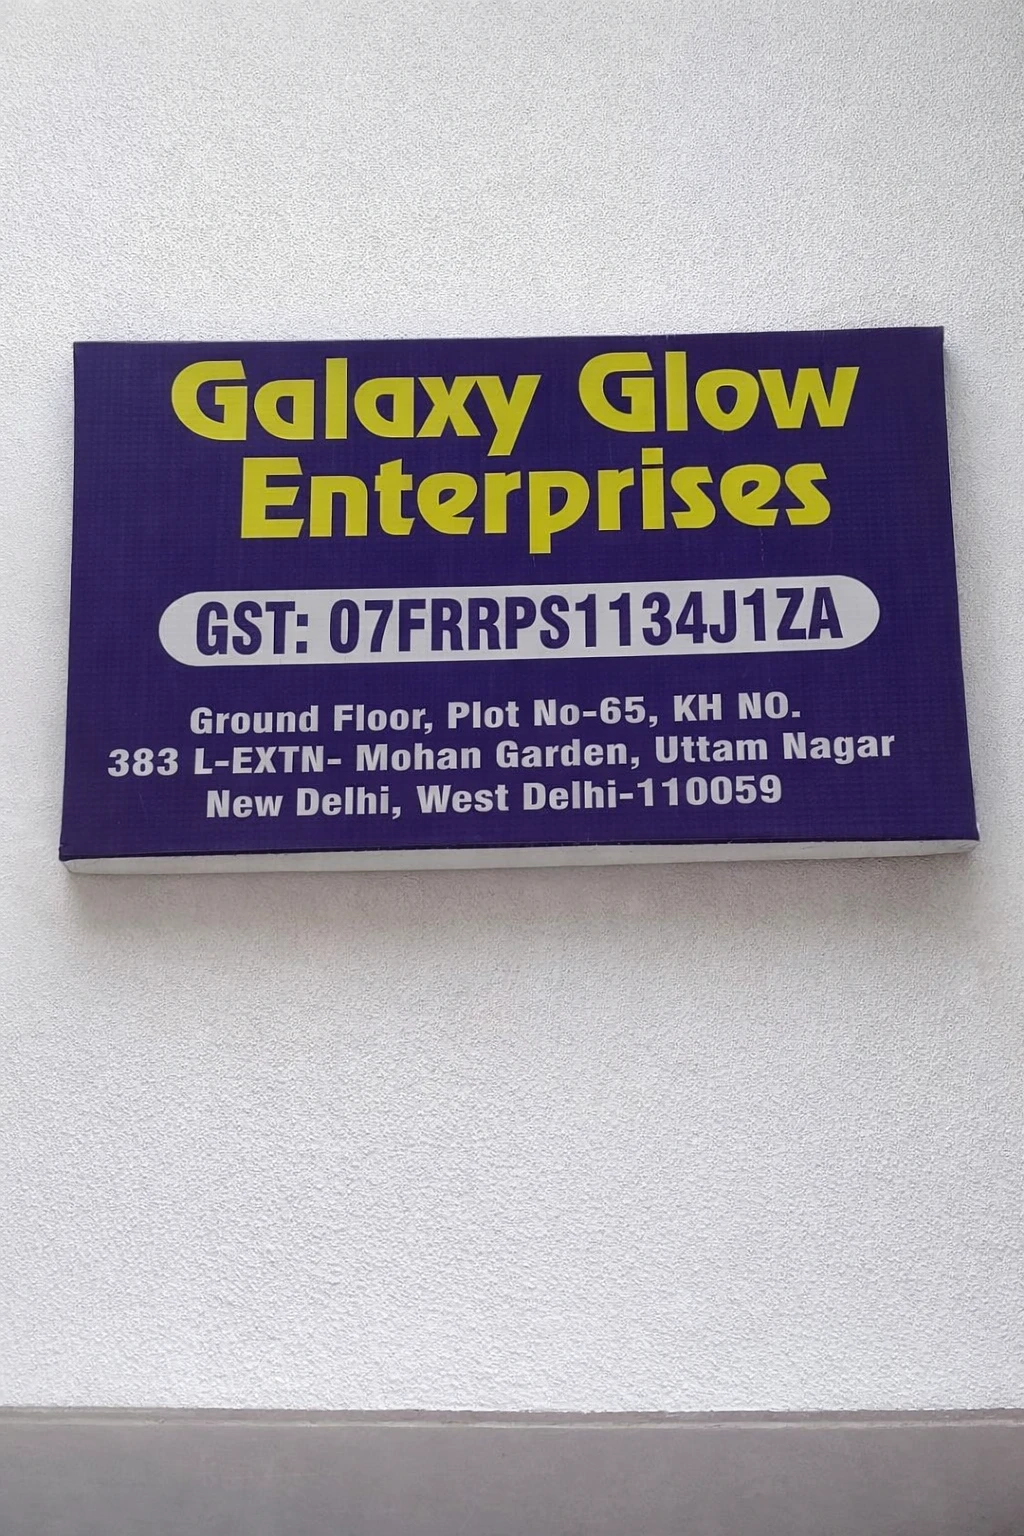 Galaxy Glow
Enterprises
GST: 07FRRPS1134J1ZA
Ground Floor, Plot No-65, KH NO.
383 L-EXTN- Mohan Garden, Uttam Nagar
New Delhi, West Delhi-110059